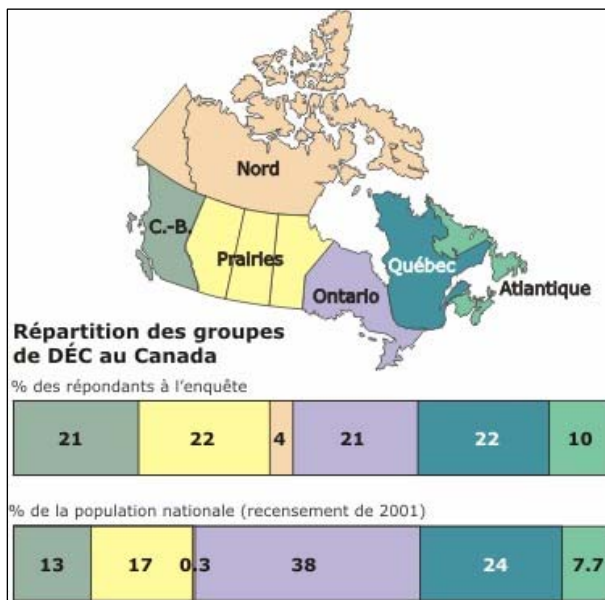 Nord
C.-B.
Prairies
Québec
Ontario
Atlantique
Répartition des groupes
de DÉC au Canada
% des répondants à l'enquête
21 22 4 21 22 10
% de la population nationale (recensement de 2001)
13 17 0.3 38 24 7.7